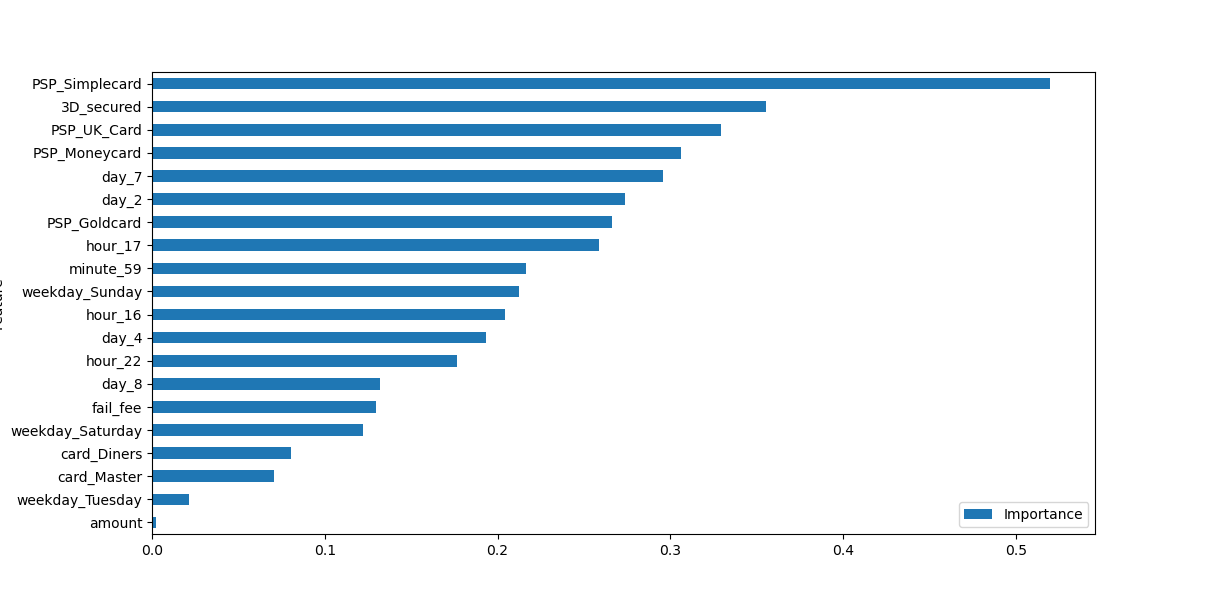 PSP_Simplecard
3D_secured
PSP_UK_Card
PSP_Moneycard
day_7
day_2
PSP_Goldcard
hour_17
minute_59
weekday_Sunday
hour_16
day_4
hour_22
day_8
fail_fee
weekday_Saturday
card_Diners
card_Master
weekday_Tuesday
amount
Importance
0.0 0.1 0.2 0.3 0.4 0.5